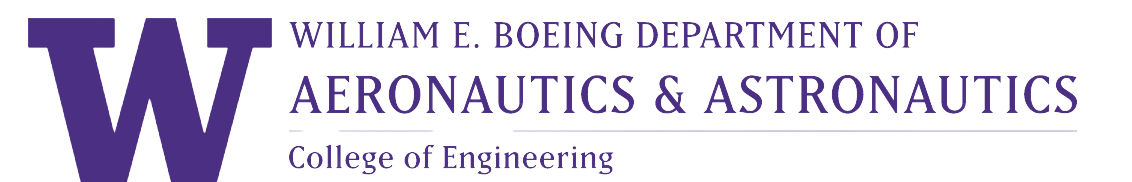 W
WILLIAM E. BOEING DEPARTMENT OF
AERONAUTICS & ASTRONAUTICS
College of Engineering